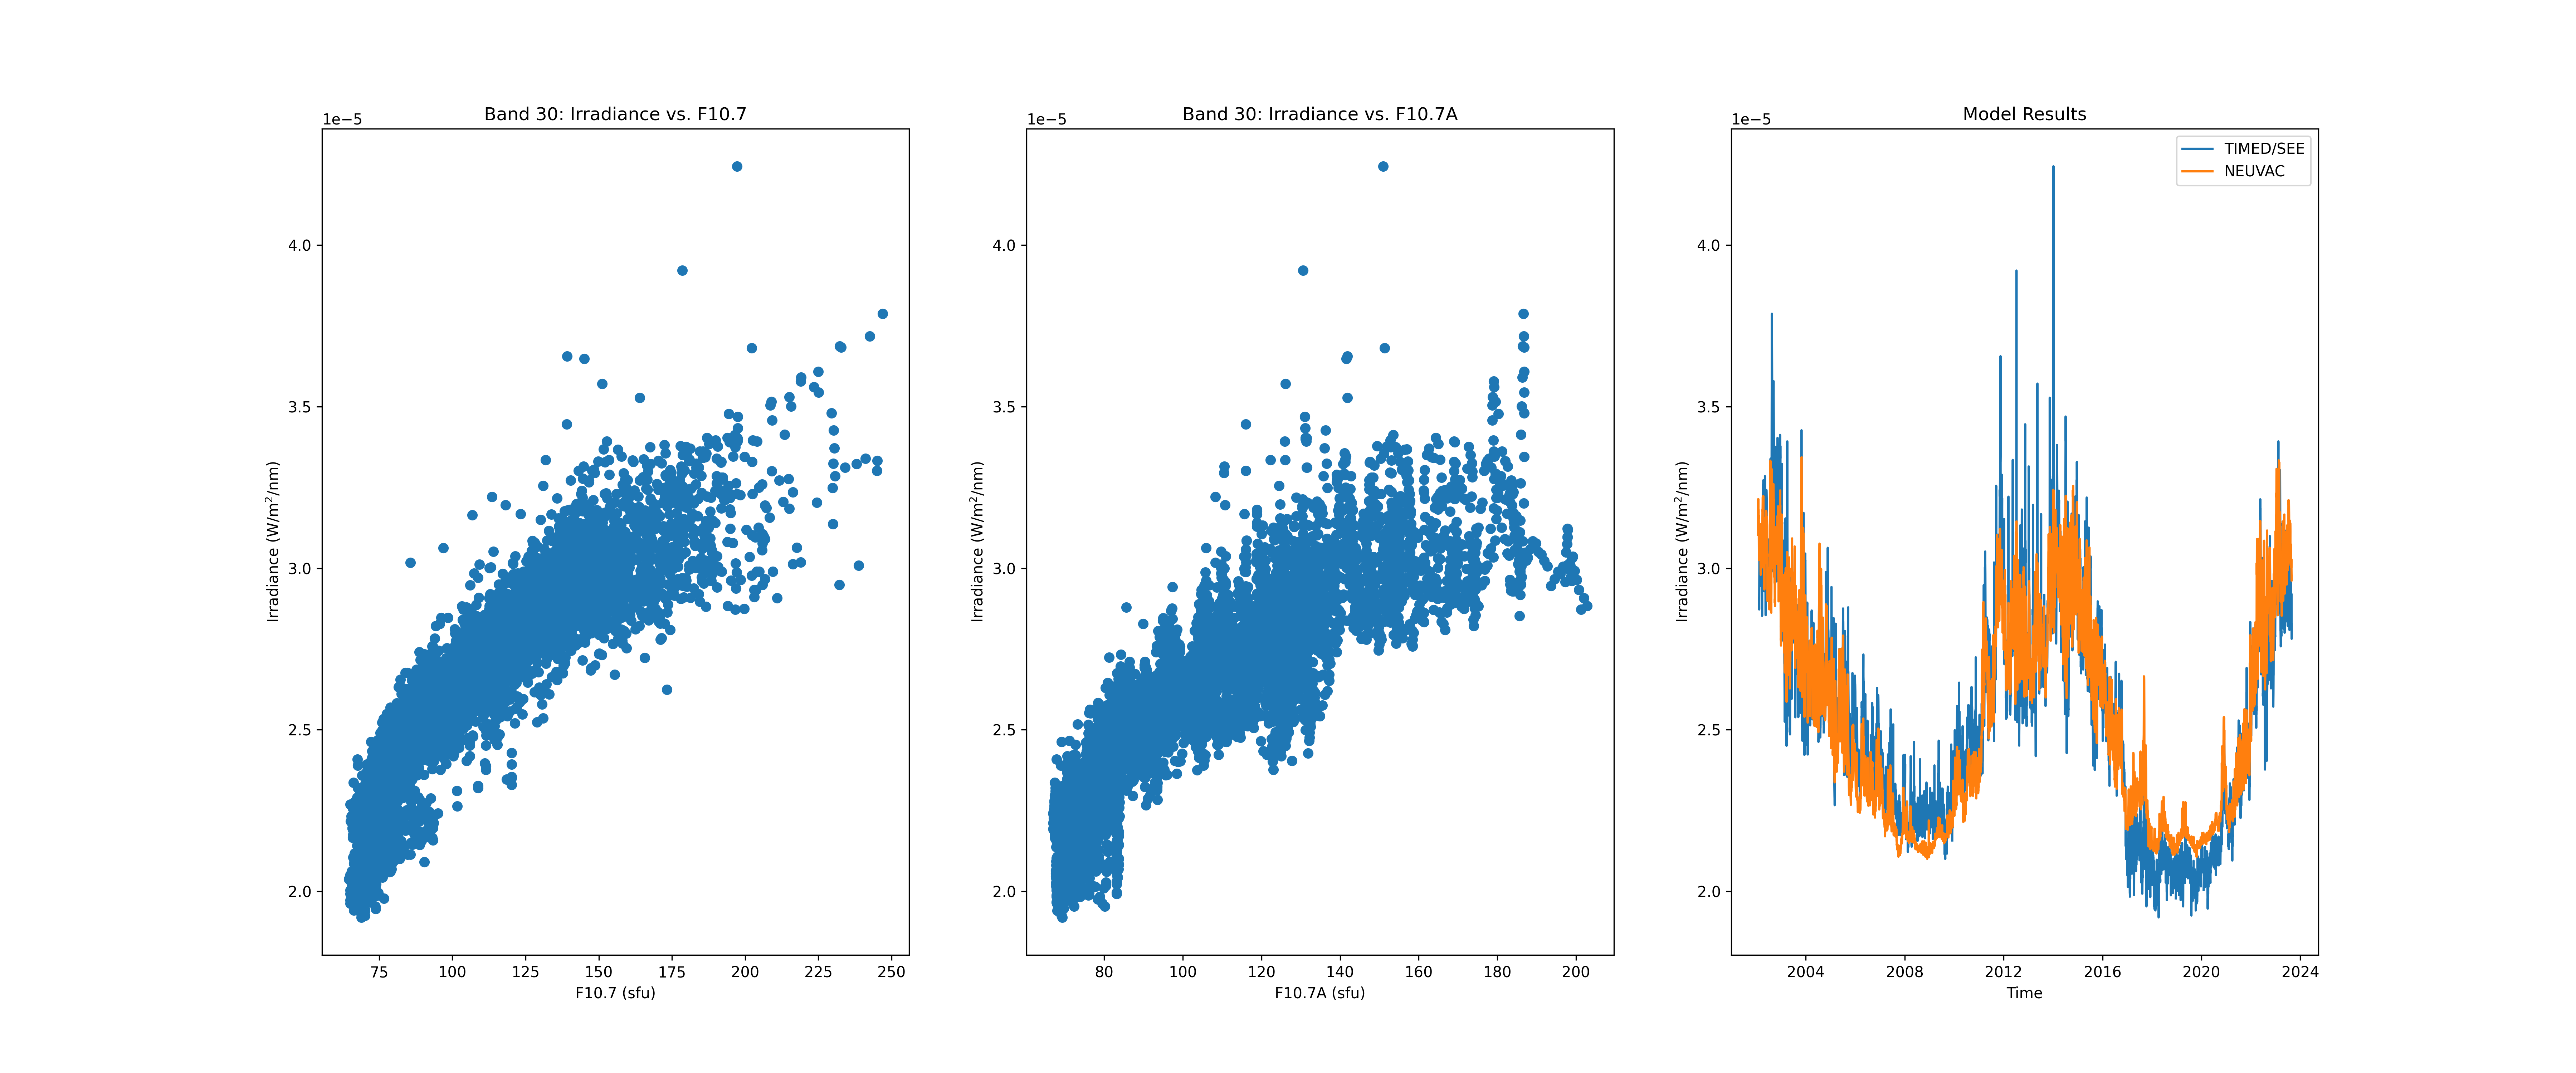 Band 30: Irradiance vs. F10.7
1e−5
4.0
3.5
3.0
2.5
2.0
Irradiance (W/m²/nm)
75 100 125 150 175 200 225 250
F10.7 (sfu)
Band 30: Irradiance vs. F10.7A
1e−5
4.0
3.5
3.0
2.5
2.0
Irradiance (W/m²/nm)
80 100 120 140 160 180 200
F10.7A (sfu)
Model Results
1e−5
TIMED/SEE
NEUVAC
4.0
3.5
3.0
2.5
2.0
Irradiance (W/m²/nm)
2004 2008 2012 2016 2020 2024
Time